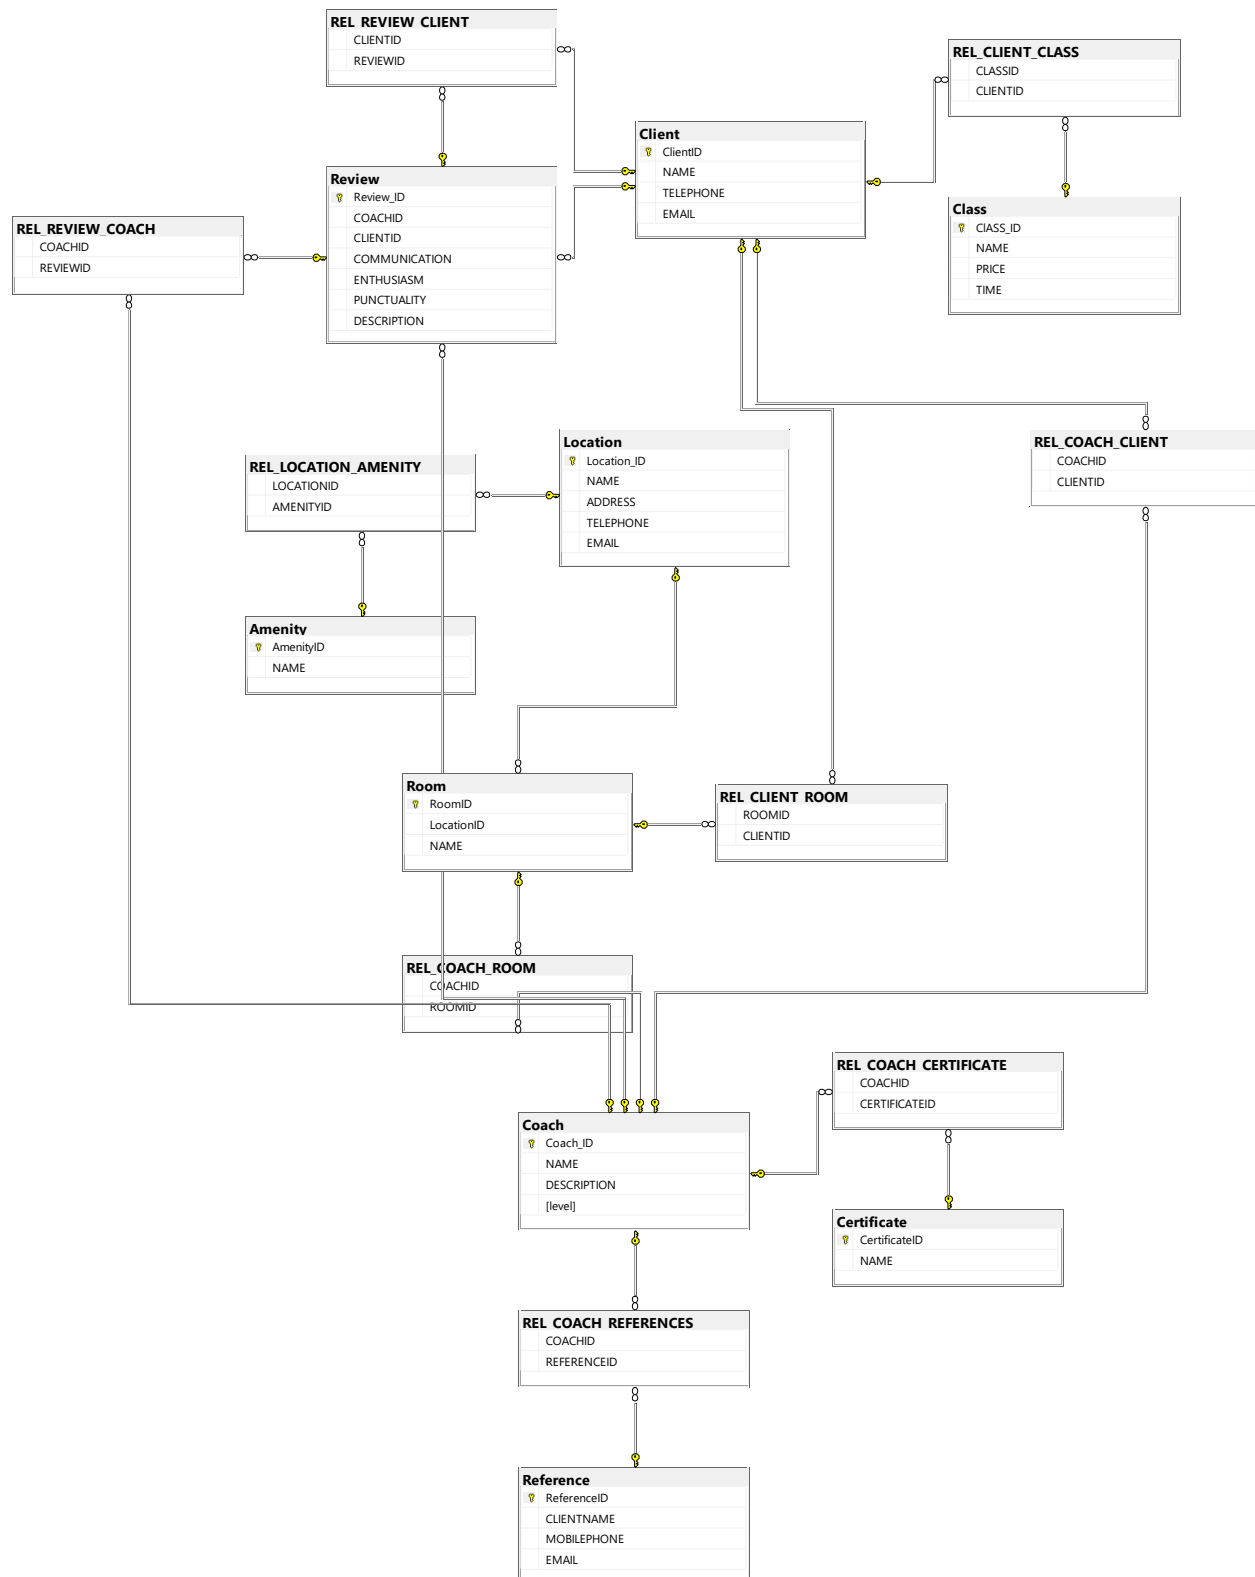 REL_REVIEW_CLIENT
CLIENTID
REVIEWID
REL_CLIENT_CLASS
CLASSID
CLIENTID
Client
ClientID
NAME
TELEPHONE
EMAIL
Review
Review_ID
COACHID
CLIENTID
COMMUNICATION
ENTHUSIASM
PUNCTUALITY
DESCRIPTION
Class
ClASS_ID
NAME
PRICE
TIME
REL_REVIEW_COACH
COACHID
REVIEWID
Location
Location_ID
NAME
ADDRESS
TELEPHONE
EMAIL
REL_COACH_CLIENT
COACHID
CLIENTID
REL_LOCATION_AMENITY
LOCATIONID
AMENITYID
Amenity
AmenityID
NAME
Room
RoomID
LocationID
NAME
REL_CLIENT_ROOM
ROOMID
CLIENTID
REL_COACH_ROOM
COACHID
ROOMID
REL_COACH_CERTIFICATE
COACHID
CERTIFICATEID
Coach
Coach_ID
NAME
DESCRIPTION
[level]
Certificate
CertificateID
NAME
REL_COACH_REFERENCES
COACHID
REFERENCEID
Reference
ReferenceID
CLIENTNAME
MOBILEPHONE
EMAIL